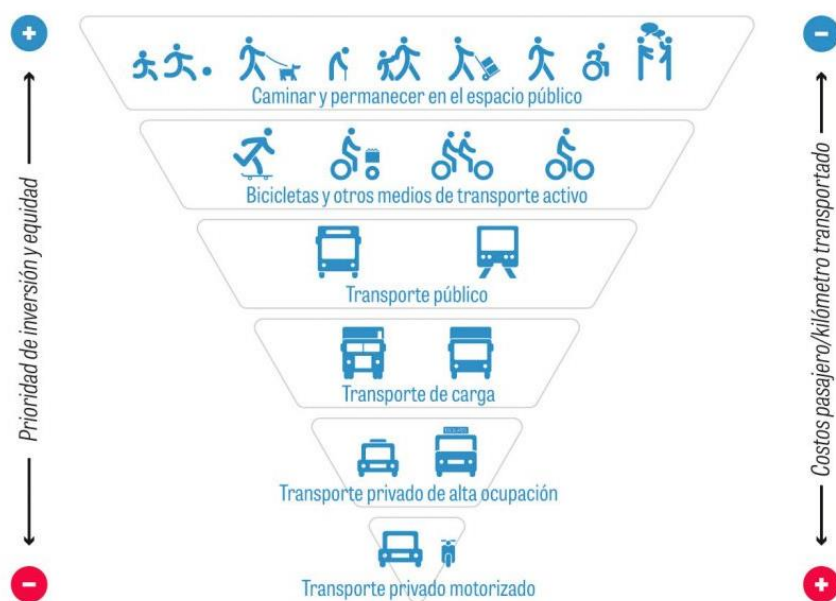 Caminar y permanecer en el espacio público
Bicicletas y otros medios de transporte activo
Transporte público
Transporte de carga
Transporte privado de alta ocupación
Transporte privado motorizado
Prioridad de inversión y equidad
Costos pasajero/kilómetro transportado